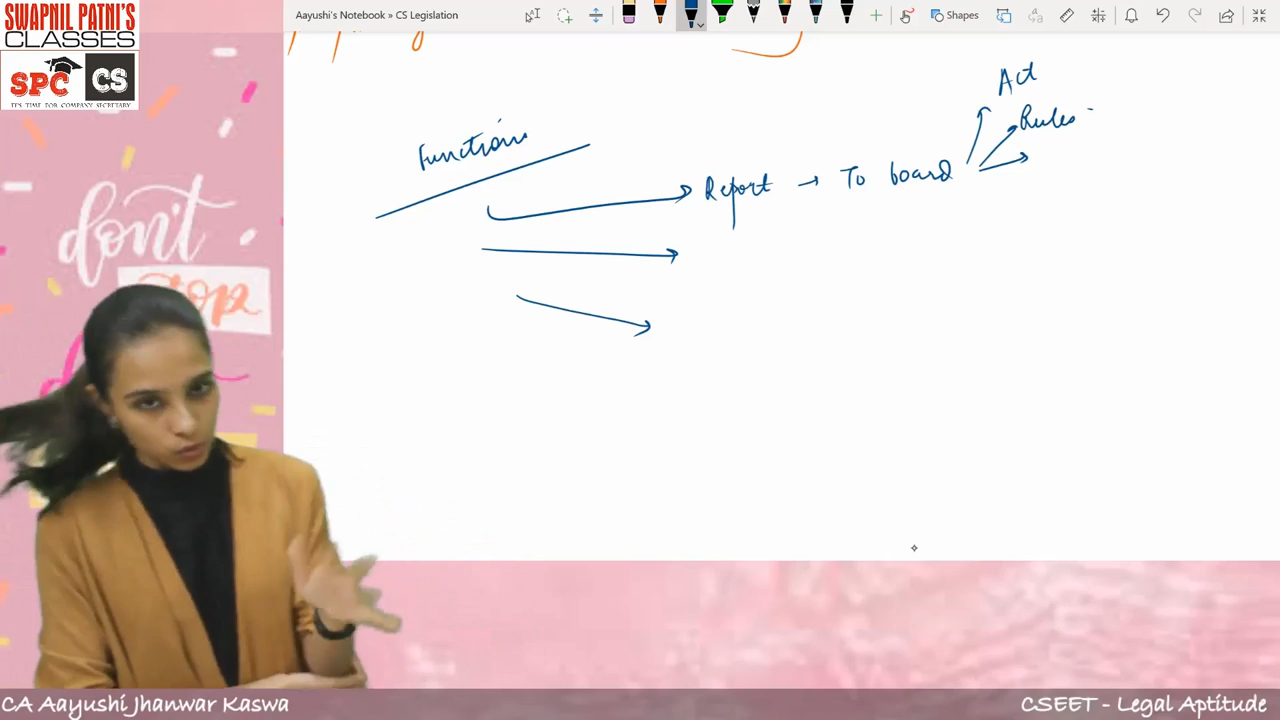 SWAPNIL PATNI'S
CLASSES
SPC CS
IT'S TIME FOR COMPANY SECRETARY
Aayushi's Notebook » CS Legislation
Shapes
Act
Rules
Functions
Report → To board
don't
stop
CA Aayushi Jhanwar Kaswa
CSEET - Legal Aptitude